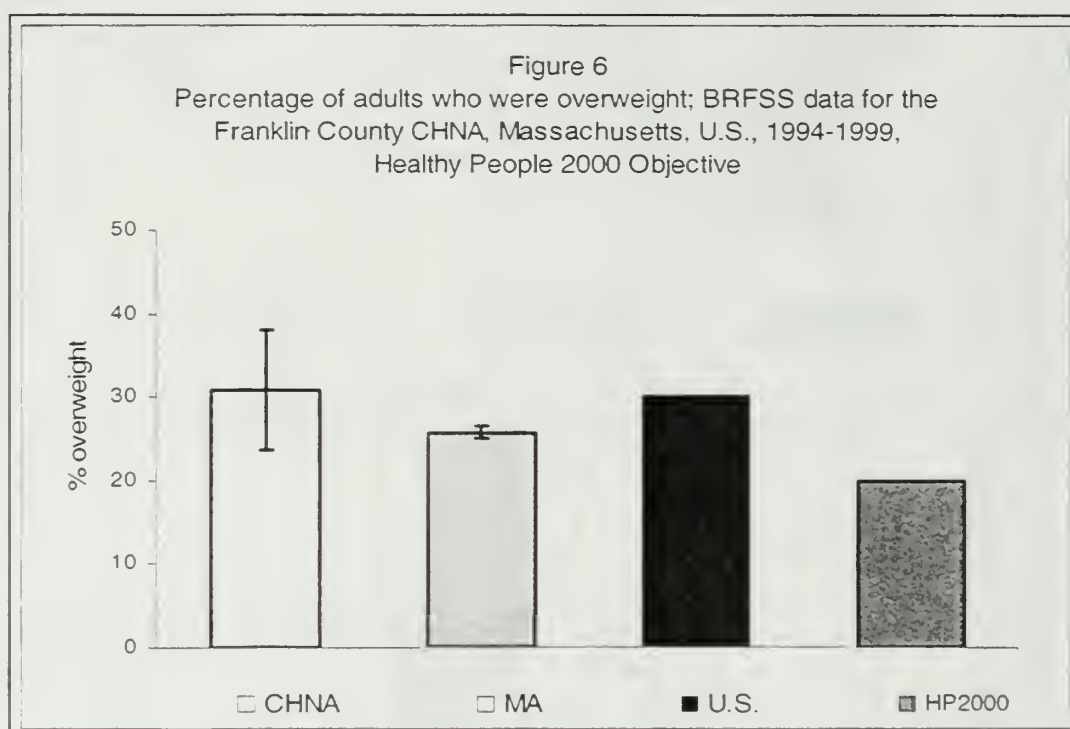 Figure 6
Percentage of adults who were overweight; BRFSS data for the
Franklin County CHNA, Massachusetts, U.S., 1994-1999,
Healthy People 2000 Objective
50
40
30
20
10
0
% overweight
CHNA
MA
U.S.
HP2000